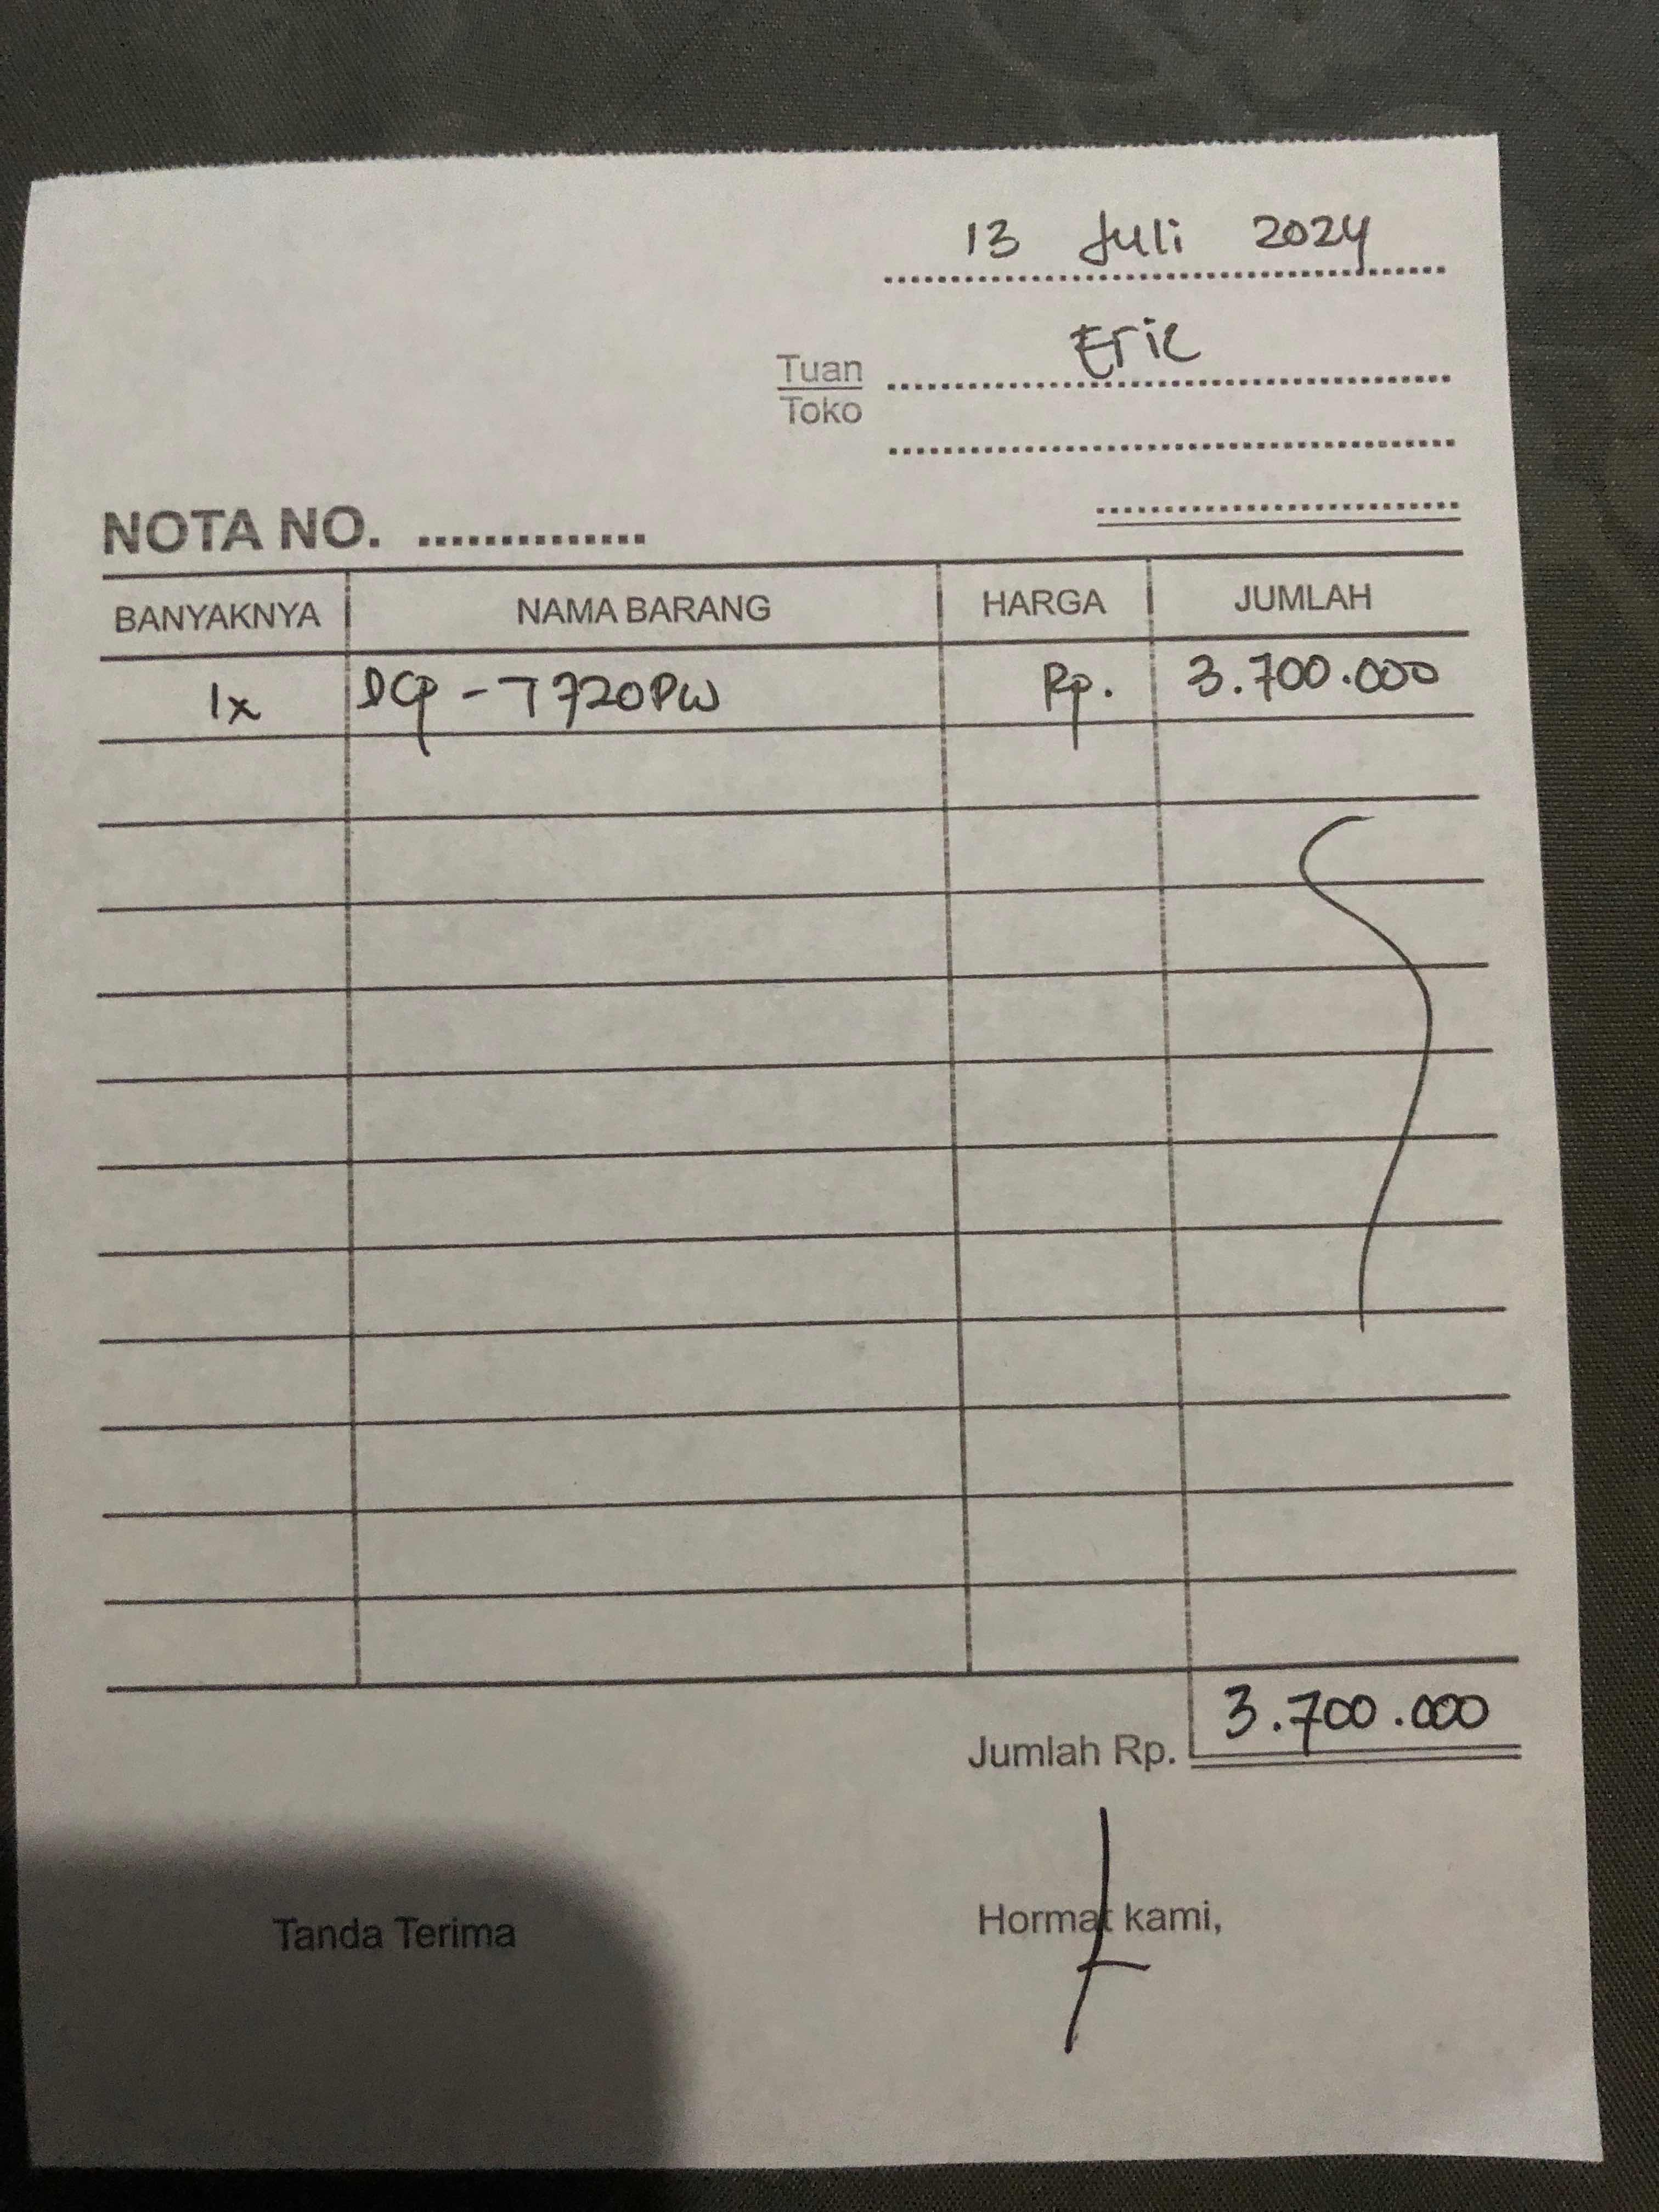 13 Juli 2024
Tuan Eric
Toko
NOTA NO. ...............
BANYAKNYA NAMA BARANG HARGA JUMLAH
1x DCP - T720DW Rp. 3.700.000
Jumlah Rp. 3.700.000
Tanda Terima Hormat kami,